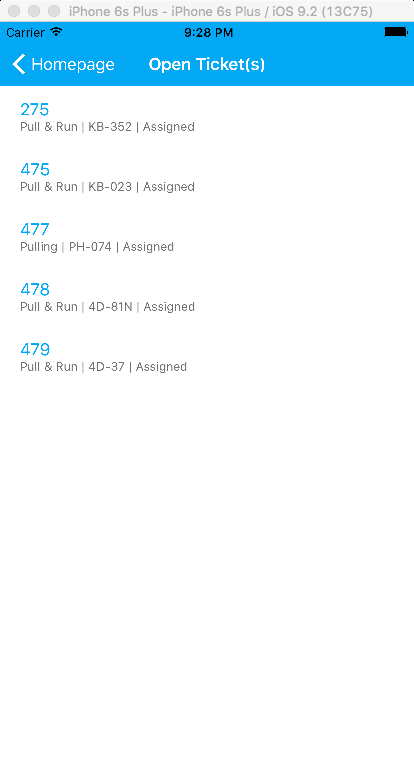 iPhone 6s Plus - iPhone 6s Plus / iOS 9.2 (13C75)
Carrier 9:28 PM
Homepage Open Ticket(s)
275
Pull & Run | KB-352 | Assigned
475
Pull & Run | KB-023 | Assigned
477
Pulling | PH-074 | Assigned
478
Pull & Run | 4D-81N | Assigned
479
Pull & Run | 4D-37 | Assigned